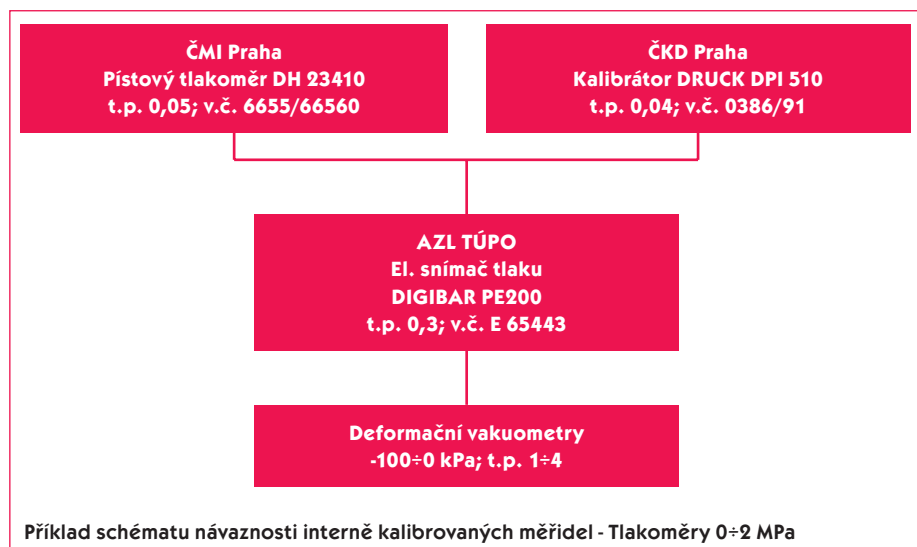 ČMI Praha
Pístový tlakoměr DH 23410
t.p. 0,05; v.č. 6655/66560
ČKD Praha
Kalibrátor DRUCK DPI 510
t.p. 0,04; v.č. 0386/91
AZL TÚPO
El. snímač tlaku
DIGIBAR PE200
t.p. 0,3; v.č. E 65443
Deformační vakuometry
-100÷0 kPa; t.p. 1÷4
Příklad schématu návaznosti interně kalibrovaných měřidel - Tlakoměry 0÷2 MPa